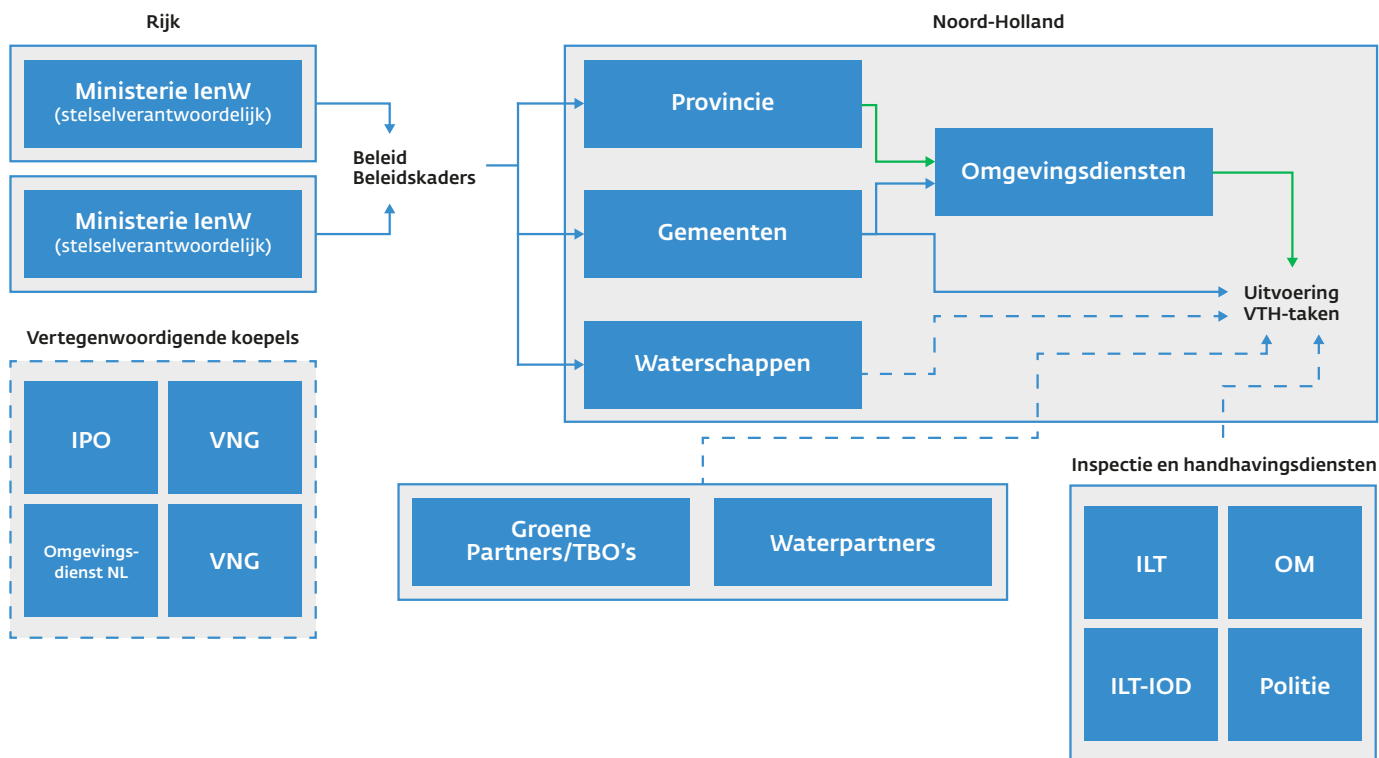 Rijk
Ministerie IenW
(stelselverantwoordelijk)
Ministerie IenW
(stelselverantwoordelijk)
Beleid
Beleidskaders
Noord-Holland
Provincie
Gemeenten
Waterschappen
Omgevingsdiensten
Uitvoering
VTH-taken
Vertegenwoordigende koepels
IPO
VNG
Omgevings-
dienst NL
VNG
Groene
Partners/TBO's
Waterpartners
Inspectie en handhavingsdiensten
ILT
OM
ILT-IOD
Politie